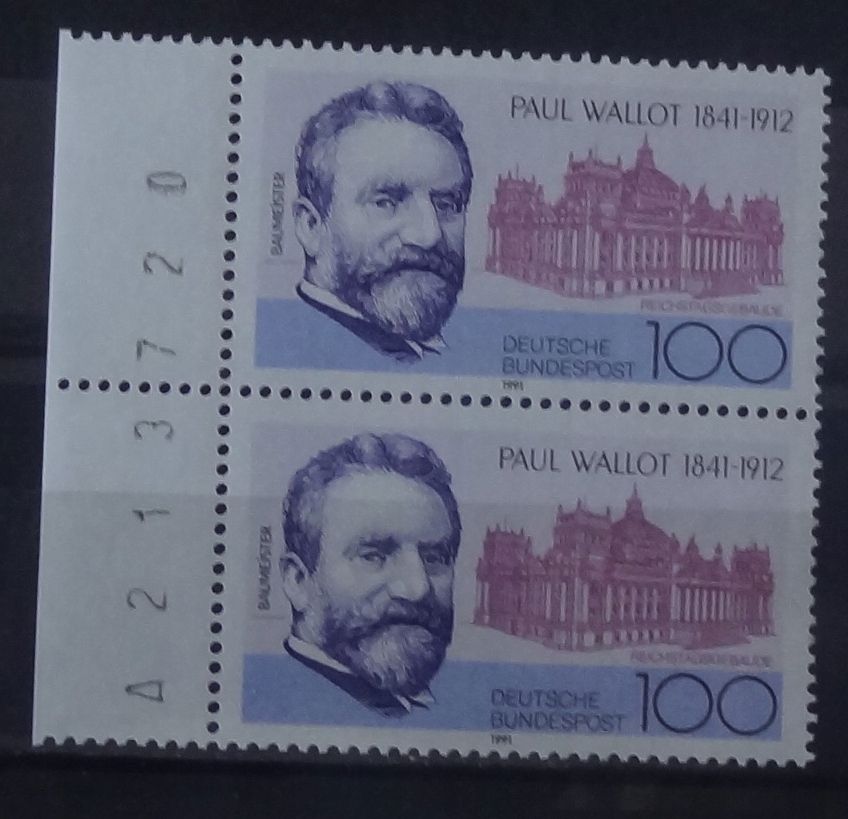 PAUL WALLOT 1841-1912
BAUMEISTER
REICHSTAGSGEBÄUDE
DEUTSCHE
BUNDESPOST
100
1991
PAUL WALLOT 1841-1912
BAUMEISTER
REICHSTAGSGEBÄUDE
DEUTSCHE
BUNDESPOST
100
1991
A 2 1 3 7 2 0